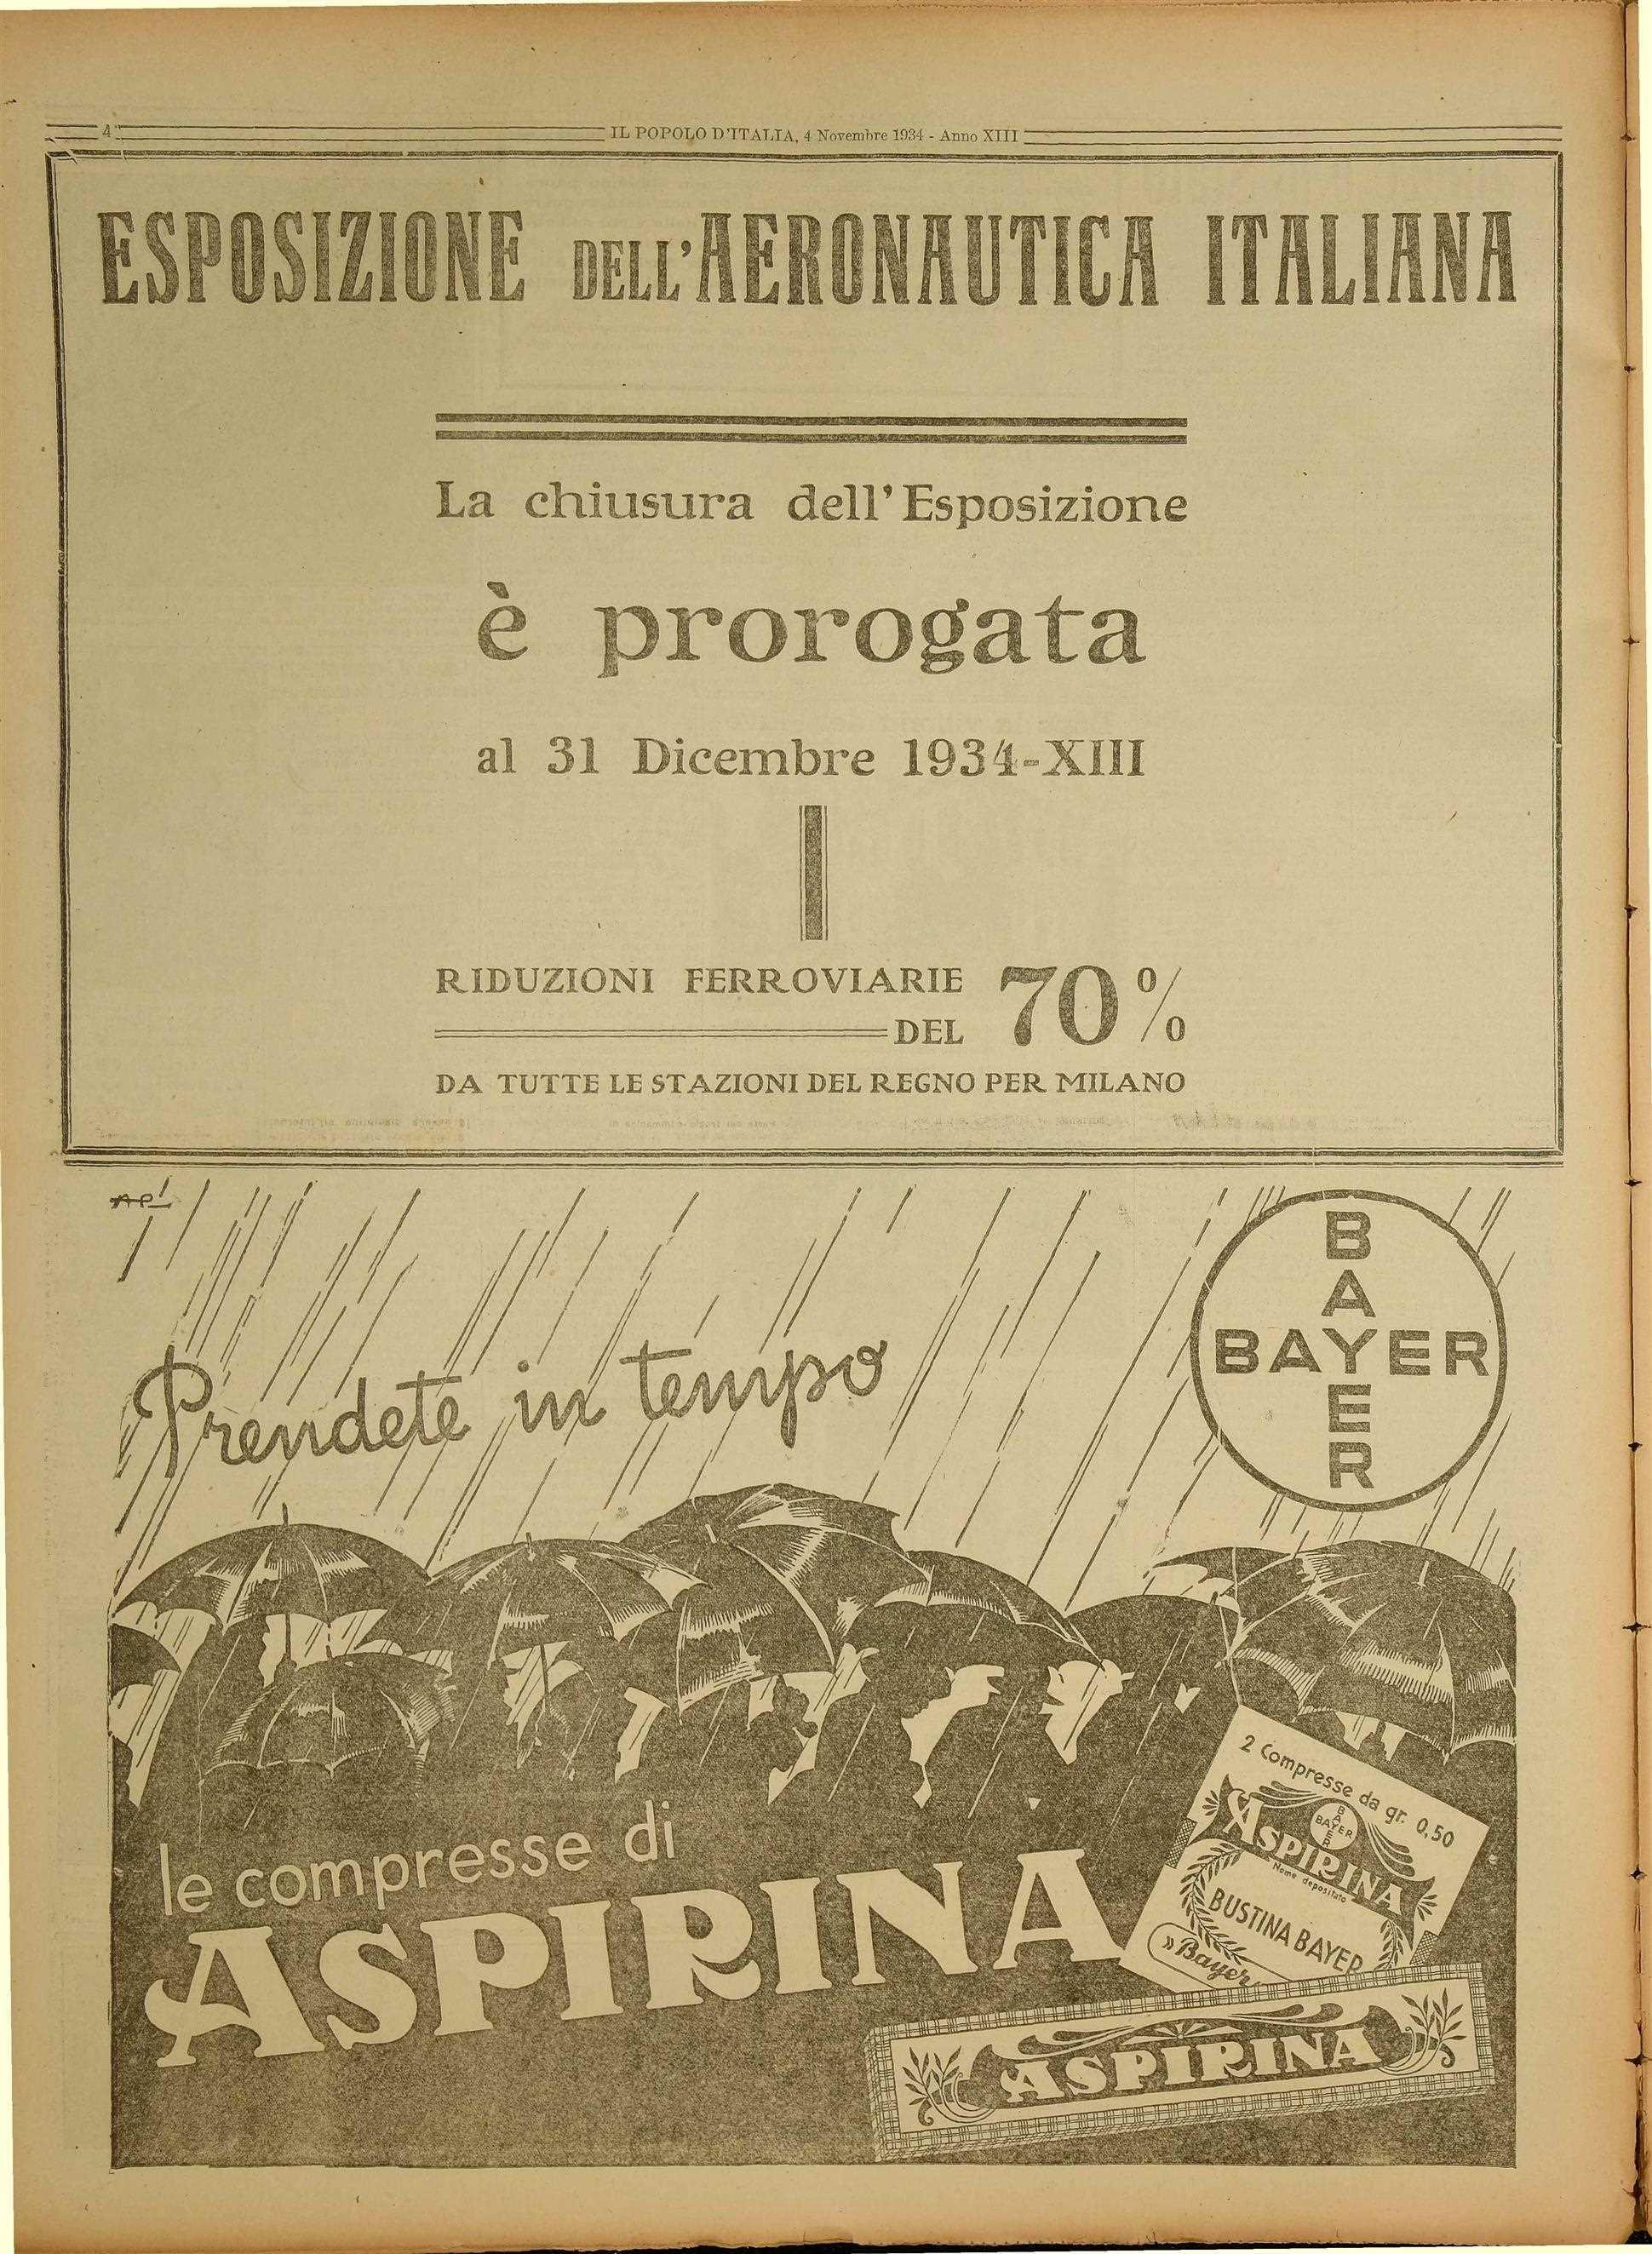 4
IL POPOLO D'ITALIA, 4 Novembre 1934 - Anno XIII
ESPOSIZIONE DELL'AERONAUTICA ITALIANA
La chiusura dell'Esposizione
è prorogata
al 31 Dicembre 1934-XIII
RIDUZIONI FERROVIARIE
DEL 70%
DA TUTTE LE STAZIONI DEL REGNO PER MILANO
BAYER
BAYER
Prendete in tempo
le compresse di
ASPIRINA
2 Compresse da gr. 0,50
BAYER
BAYER
ASPIRINA
Nome depositato
BUSTINA BAYER
»Bayer
ASPIRINA